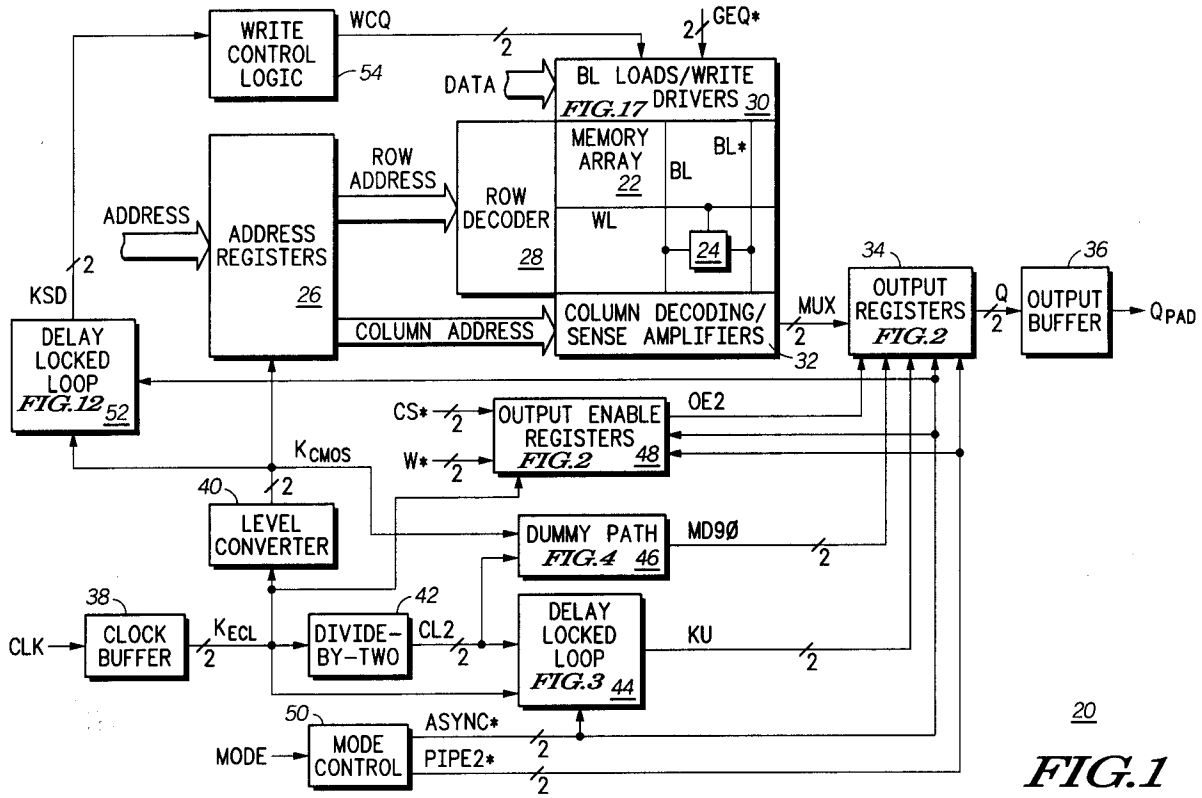 WRITE
CONTROL
LOGIC
54
WCQ
2
GEQ*
2
DATA
BL LOADS/WRITE
DRIVERS
FIG.17
30
MEMORY
ARRAY
22
BL
BL*
WL
24
ROW
DECODER
28
ROW
ADDRESS
ADDRESS
ADDRESS
REGISTERS
26
COLUMN ADDRESS
COLUMN DECODING/
SENSE AMPLIFIERS
32
MUX
2
34
OUTPUT
REGISTERS
FIG.2
Q
2
36
OUTPUT
BUFFER
QPAD
2
KSD
DELAY
LOCKED
LOOP
FIG.12
52
CS*
2
W*
2
OUTPUT ENABLE
REGISTERS
FIG.2
48
OE2
KCMOS
2
40
LEVEL
CONVERTER
DUMMY PATH
FIG.4
46
MD9Ø
2
38
CLK
CLOCK
BUFFER
KECL
2
42
DIVIDE-
BY-TWO
CL2
2
DELAY
LOCKED
LOOP
FIG.3
44
KU
2
50
MODE
MODE
CONTROL
ASYNC*
2
PIPE2*
2
20
FIG.1